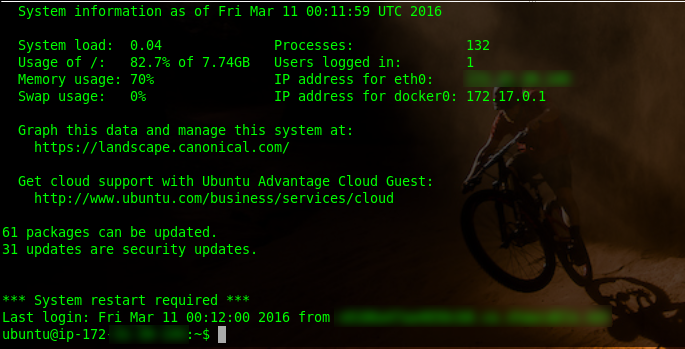 System information as of Fri Mar 11 00:11:59 UTC 2016
System load: 0.04 Processes: 132
Usage of /: 82.7% of 7.74GB Users logged in: 1
Memory usage: 70% IP address for eth0:
Swap usage: 0% IP address for docker0: 172.17.0.1
Graph this data and manage this system at:
https://landscape.canonical.com/
Get cloud support with Ubuntu Advantage Cloud Guest:
http://www.ubuntu.com/business/services/cloud
61 packages can be updated.
31 updates are security updates.
*** System restart required ***
Last login: Fri Mar 11 00:12:00 2016 from
ubuntu@ip-172- :~$